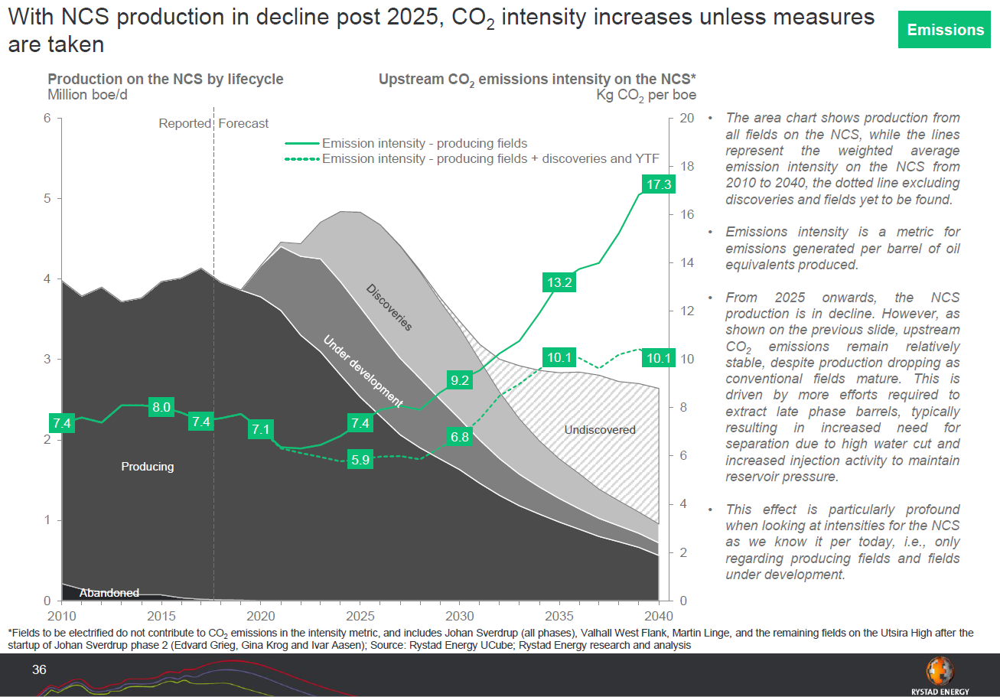 With NCS production in decline post 2025, CO2 intensity increases unless measures
are taken
Emissions
Production on the NCS by lifecycle
Million boe/d
Upstream CO2 emissions intensity on the NCS*
Kg CO2 per boe
Reported
Forecast
Emission intensity - producing fields
Emission intensity - producing fields + discoveries and YTF
6
5
4
3
2
1
0
20
18
16
14
12
10
8
6
4
2
0
7.4
8.0
7.4
7.1
7.4
5.9
9.2
6.8
13.2
10.1
17.3
10.1
Discoveries
Under development
Undiscovered
Producing
Abandoned
2010
2015
2020
2025
2030
2035
2040
• The area chart shows production from
all fields on the NCS, while the lines
represent the weighted average
emission intensity on the NCS from
2010 to 2040, the dotted line excluding
discoveries and fields yet to be found.
• Emissions intensity is a metric for
emissions generated per barrel of oil
equivalents produced.
• From 2025 onwards, the NCS
production is in decline. However, as
shown on the previous slide, upstream
CO2 emissions remain relatively
stable, despite production dropping as
conventional fields mature. This is
driven by more efforts required to
extract late phase barrels, typically
resulting in increased need for
separation due to high water cut and
increased injection activity to maintain
reservoir pressure.
• This effect is particularly profound
when looking at intensities for the NCS
as we know it per today, i.e., only
regarding producing fields and fields
under development.
*Fields to be electrified do not contribute to CO2 emissions in the intensity metric, and includes Johan Sverdrup (all phases), Valhall West Flank, Martin Linge, and the remaining fields on the Utsira High after the
startup of Johan Sverdrup phase 2 (Edvard Grieg, Gina Krog and Ivar Aasen); Source: Rystad Energy UCube; Rystad Energy research and analysis
36
RYSTAD ENERGY